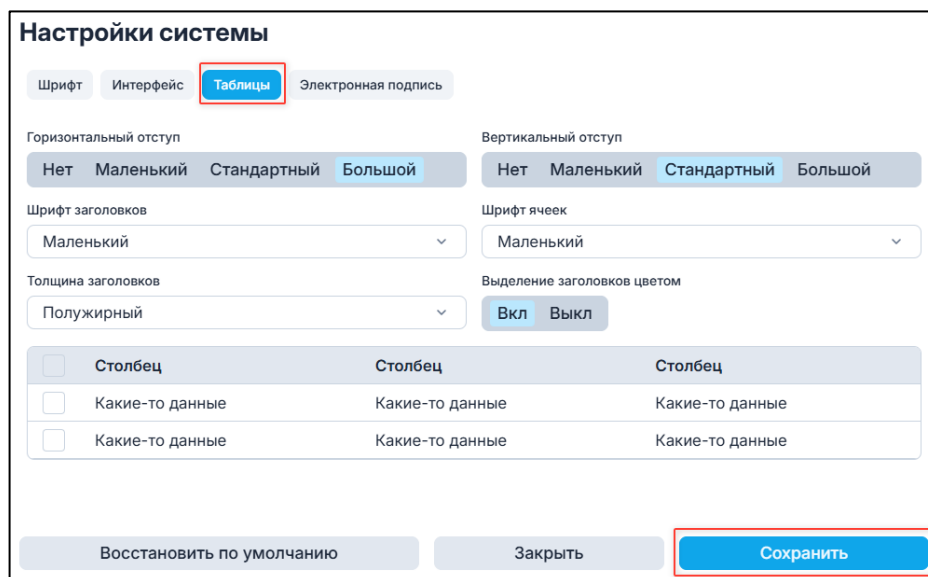 Настройки системы
Шрифт Интерфейс Таблицы Электронная подпись
Горизонтальный отступ Вертикальный отступ
Нет Маленький Стандартный Большой Нет Маленький Стандартный Большой
Шрифт заголовков Шрифт ячеек
Маленький Маленький
Толщина заголовков Выделение заголовков цветом
Полужирный Вкл Выкл
Столбец Столбец Столбец
Какие-то данные Какие-то данные Какие-то данные
Какие-то данные Какие-то данные Какие-то данные
Восстановить по умолчанию Закрыть Сохранить